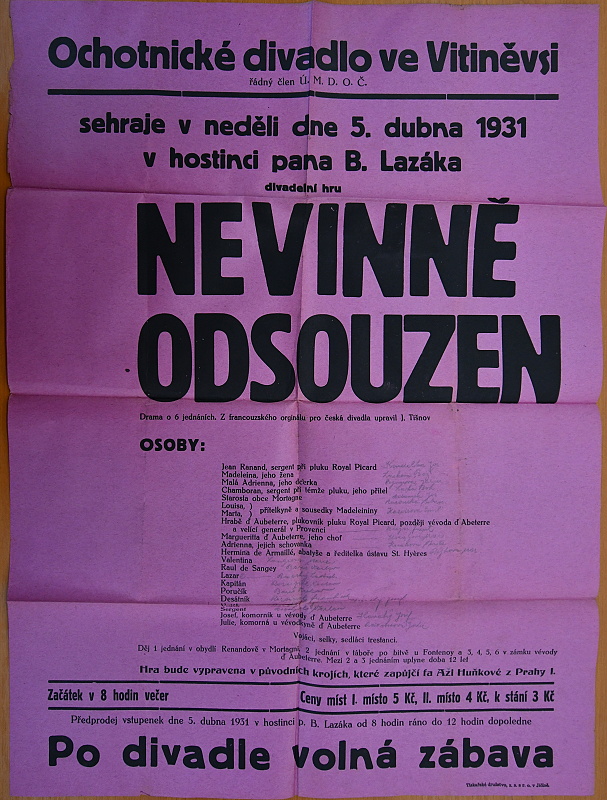 Ochotnické divadlo ve Vitiněvsi
řádný člen Ú. M. D. O. Č.
sehraje v neděli dne 5. dubna 1931
v hostinci pana B. Lazáka
divadelní hru
NEVINNĚ
ODSOUZEN
Drama o 6 jednáních. Z francouzského orginálu pro česká divadla upravil J. Tišnov
OSOBY:
Jean Ranand, sergent při pluku Royal Picard
Madeleina, jeho žena
Malá Adrienna, jeho dcerka
Chamboran, sergent při témže pluku, jeho přítel
Starosta obce Mortagne
Louisa, )
Marta, ) přítelkyně a sousedky Madeleininy
Hrabě d'Aubeterre, plukovník pluku Royal Picard, později vévoda d'Abeterre
a velící generál v Provenci
Margueritta d'Aubeterre, jeho choť
Adrienna, jejich schovanka
Hermina de Armaillé, abatyše a ředitelka ústavu St. Hyères
Valentina
Raul de Sangey
Lazar
Kapitán
Poručík
Desátník
Sergent
Josef, komorník u vévody d'Aubeterre
Julie, komorná u vévodkyně d'Aubeterre
Vojáci, selky, sedláci trestanci.
Děj 1 jednání v obydlí Renandově v Mortagni, 2 jednání v táboře po bitvě u Fontenoy a 3, 4, 5, 6 v zámku vévody
d'Aubeterre. Mezi 2 a 3 jednáním uplyne doba 12 let
Hra bude vypravena v původních krojích, které zapůjčí fa Ažl Huňkové z Prahy I.
Začátek v 8 hodin večer
Ceny míst I. místo 5 Kč, II. místo 4 Kč, k stání 3 Kč
Předprodej vstupenek dne 5. dubna 1931 v hostinci p. B. Lazáka od 8 hodin ráno do 12 hodin dopoledne
Po divadle volná zábava
Tiskařské družstvo, z. s. s r. o. v Jičíně.